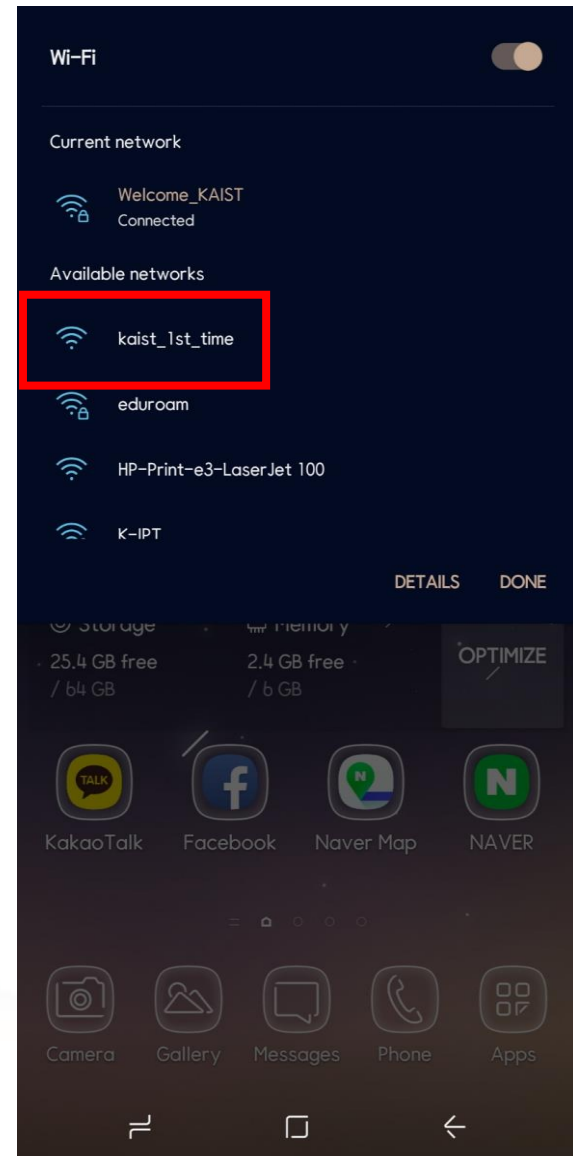 Wi-Fi
Current network
Welcome_KAIST
Connected
Available networks
kaist_1st_time
eduroam
HP-Print-e3-LaserJet 100
K-IPT
DETAILS DONE
Storage Memory
25.4 GB free 2.4 GB free OPTIMIZE
/ 64 GB / 6 GB
TALK N N
KakaoTalk Facebook Naver Map NAVER
Camera Gallery Messages Phone Apps